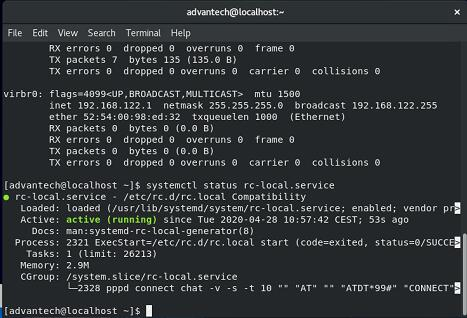 advantech@localhost:~
File Edit View Search Terminal Help
RX errors 0 dropped 0 overruns 0 frame 0
TX packets 7 bytes 135 (135.0 B)
TX errors 0 dropped 0 overruns 0 carrier 0 collisions 0
virbr0: flags=4099<UP,BROADCAST,MULTICAST> mtu 1500
inet 192.168.122.1 netmask 255.255.255.0 broadcast 192.168.122.255
ether 52:54:00:98:ed:32 txqueuelen 1000 (Ethernet)
RX packets 0 bytes 0 (0.0 B)
RX errors 0 dropped 0 overruns 0 frame 0
TX packets 0 bytes 0 (0.0 B)
TX errors 0 dropped 0 overruns 0 carrier 0 collisions 0
[advantech@localhost ~]$ systemctl status rc-local.service
● rc-local.service - /etc/rc.d/rc.local Compatibility
Loaded: loaded (/usr/lib/systemd/system/rc-local.service; enabled; vendor pr>
Active: active (running) since Tue 2020-04-28 10:57:42 CEST; 53s ago
Docs: man:systemd-rc-local-generator(8)
Process: 2321 ExecStart=/etc/rc.d/rc.local start (code=exited, status=0/SUCCE>
Tasks: 1 (limit: 26213)
Memory: 2.9M
CGroup: /system.slice/rc-local.service
└─2328 pppd connect chat -v -s -t 10 "" "AT" "" "ATDT*99#" "CONNECT">
[advantech@localhost ~]$